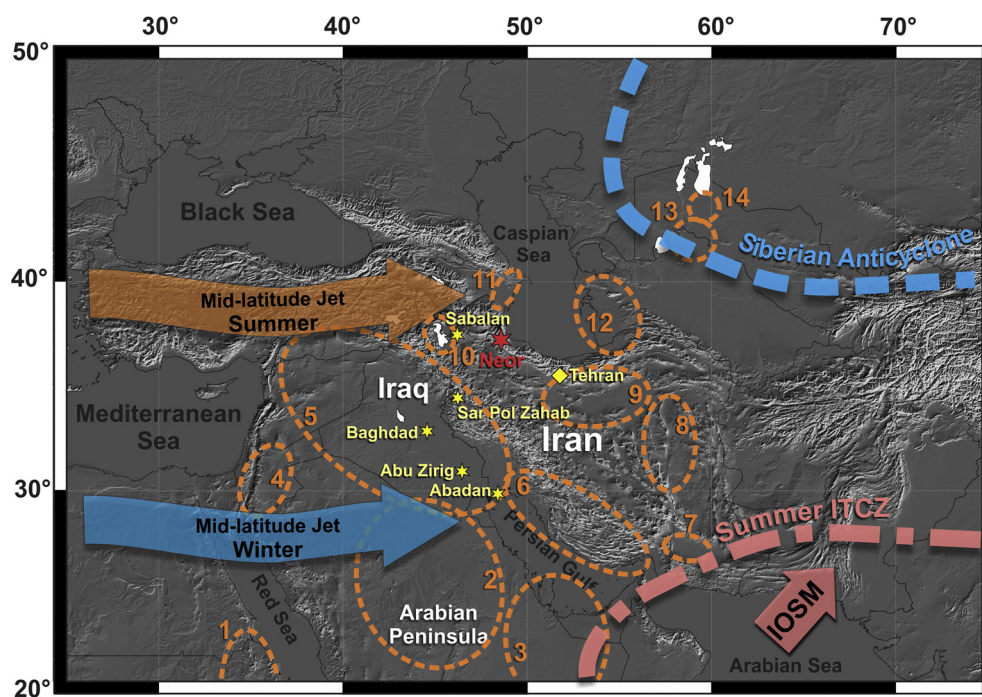 30° 40° 50° 60° 70°
50°
40°
30°
20°
Black Sea
Caspian
Sea
14
13
Siberian Anticyclone
11
Mid-latitude Jet
Summer
Sabalan
12
10
Neor
Tehran
Iraq
9
Mediterranean
Sea
5
Sar Pol Zahab
8
Baghdad
Iran
4
Abu Zirig
Abadan
6
Summer ITCZ
7
Mid-latitude Jet
Winter
Persian Gulf
2
Red Sea
IOSM
Arabian
Peninsula
1
3
Arabian Sea